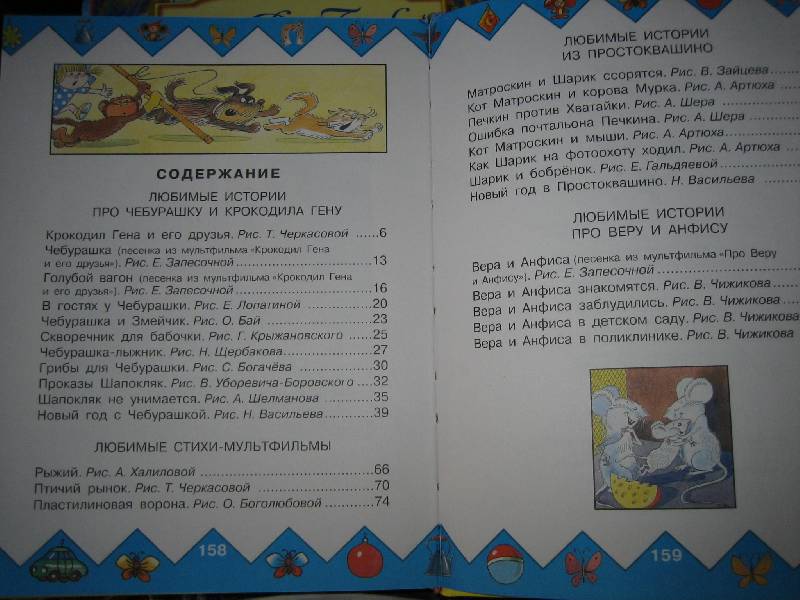 СОДЕРЖАНИЕ
ЛЮБИМЫЕ ИСТОРИИ
ПРО ЧЕБУРАШКУ И КРОКОДИЛА ГЕНУ
Крокодил Гена и его друзья. Рис. Т. Черкасовой ..... 6
Чебурашка (песенка из мультфильма «Крокодил Гена
и его друзья»). Рис. Е. Запесочной ..... 13
Голубой вагон (песенка из мультфильма «Крокодил Гена
и его друзья»). Рис. Е. Запесочной ..... 16
В гостях у Чебурашки. Рис. Е. Лопатиной ..... 20
Чебурашка и Змейчик. Рис. О. Бай ..... 23
Скворечник для бабочки. Рис. Г. Крыжановского ..... 25
Чебурашка-лыжник. Рис. Н. Щербакова ..... 27
Грибы для Чебурашки. Рис. С. Богачёва ..... 30
Проказы Шапокляк. Рис. В. Уборевича-Боровского ..... 32
Шапокляк не унимается. Рис. А. Шелманова ..... 35
Новый год с Чебурашкой. Рис. Н. Васильева ..... 39
ЛЮБИМЫЕ СТИХИ-МУЛЬТФИЛЬМЫ
Рыжий. Рис. А. Халиловой ..... 66
Птичий рынок. Рис. Т. Черкасовой ..... 70
Пластилиновая ворона. Рис. О. Боголюбовой ..... 74
158
ЛЮБИМЫЕ ИСТОРИИ
ИЗ ПРОСТОКВАШИНО
Матроскин и Шарик ссорятся. Рис. В. Зайцева
Кот Матроскин и корова Мурка. Рис. А. Артюха
Печкин против Хватайки. Рис. А. Шера
Ошибка почтальона Печкина. Рис. А. Шера
Кот Матроскин и мыши. Рис. А. Артюха
Как Шарик на фотоохоту ходил. Рис. А. Артюха
Шарик и бобрёнок. Рис. Е. Гальдяевой
Новый год в Простоквашино. Н. Васильева
ЛЮБИМЫЕ ИСТОРИИ
ПРО ВЕРУ И АНФИСУ
Вера и Анфиса (песенка из мультфильма «Про Веру
и Анфису»). Рис. Е. Запесочной
Вера и Анфиса знакомятся. Рис. В. Чижикова
Вера и Анфиса заблудились. Рис. В. Чижикова
Вера и Анфиса в детском саду. Рис. В. Чижикова
Вера и Анфиса в поликлинике. Рис. В. Чижикова
159